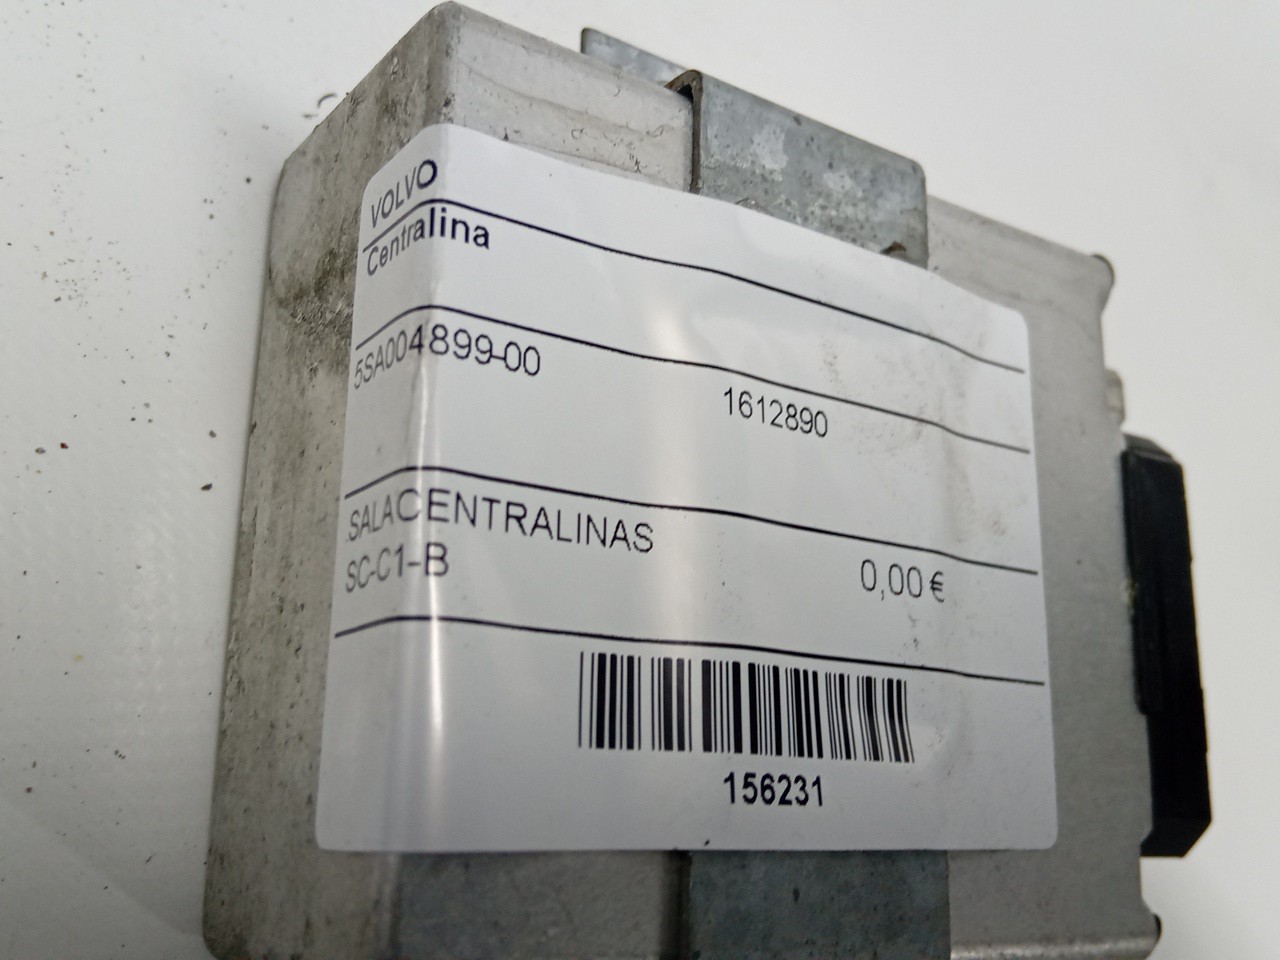 VOLVO
Centralina
5SA004899-00
1612890
SALACENTRALINAS
SC-C1-B
0,00 €
156231